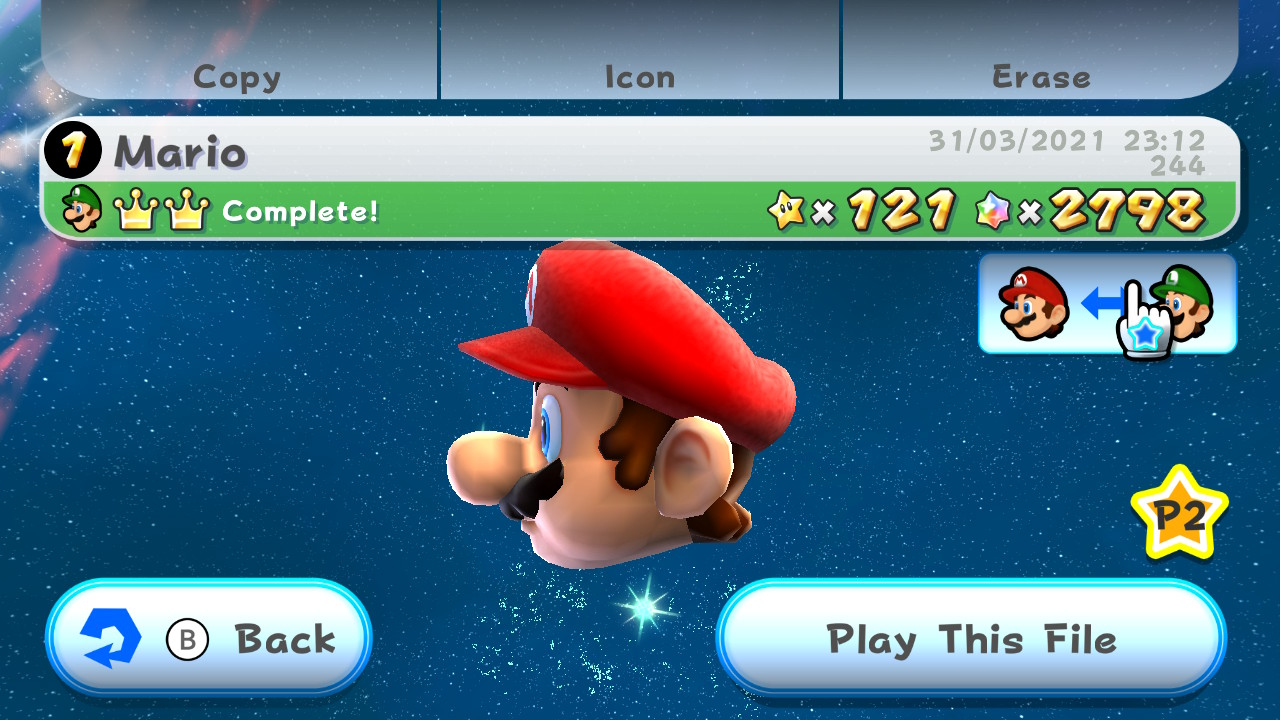 Copy
Icon
Erase
1 Mario
31/03/2021 23:12
244
Complete!
x 121 x 2798
P2
B Back
Play This File